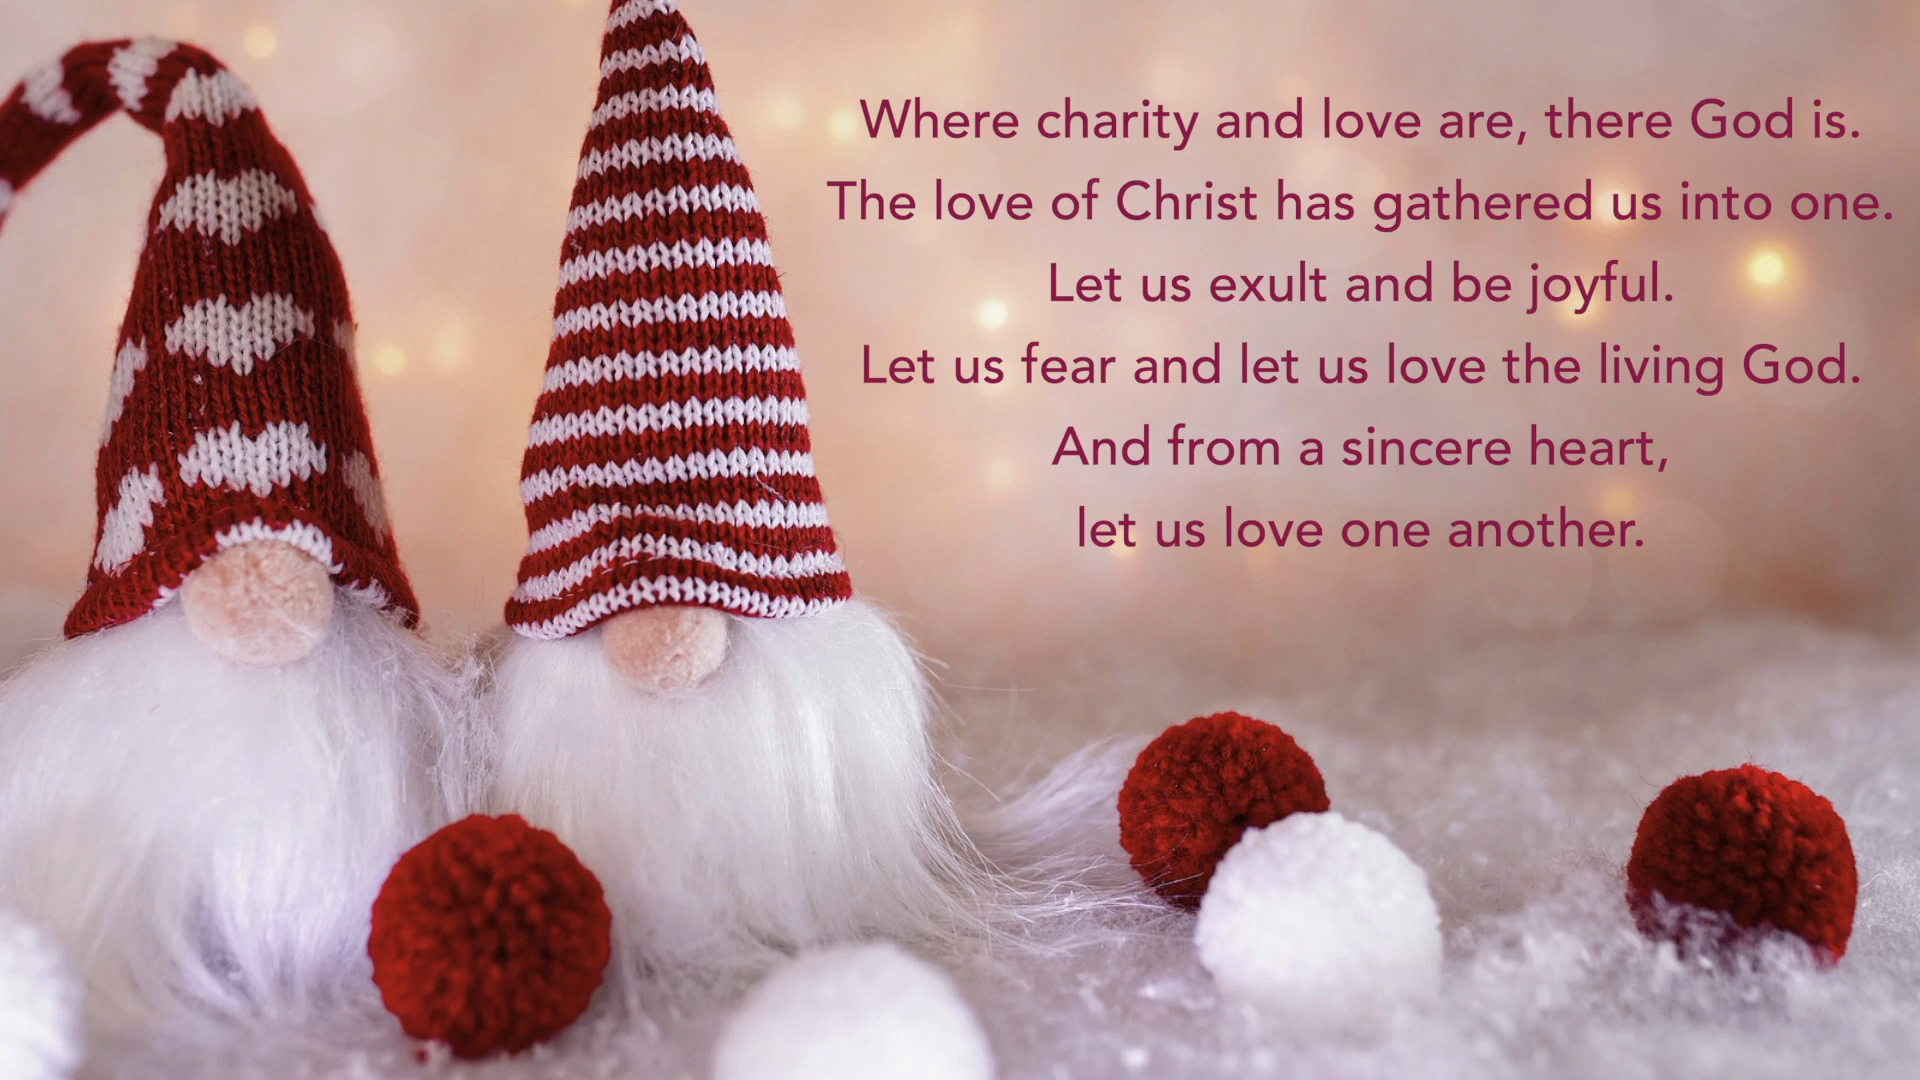 Where charity and love are, there God is.
The love of Christ has gathered us into one.
Let us exult and be joyful.
Let us fear and let us love the living God.
And from a sincere heart,
let us love one another.